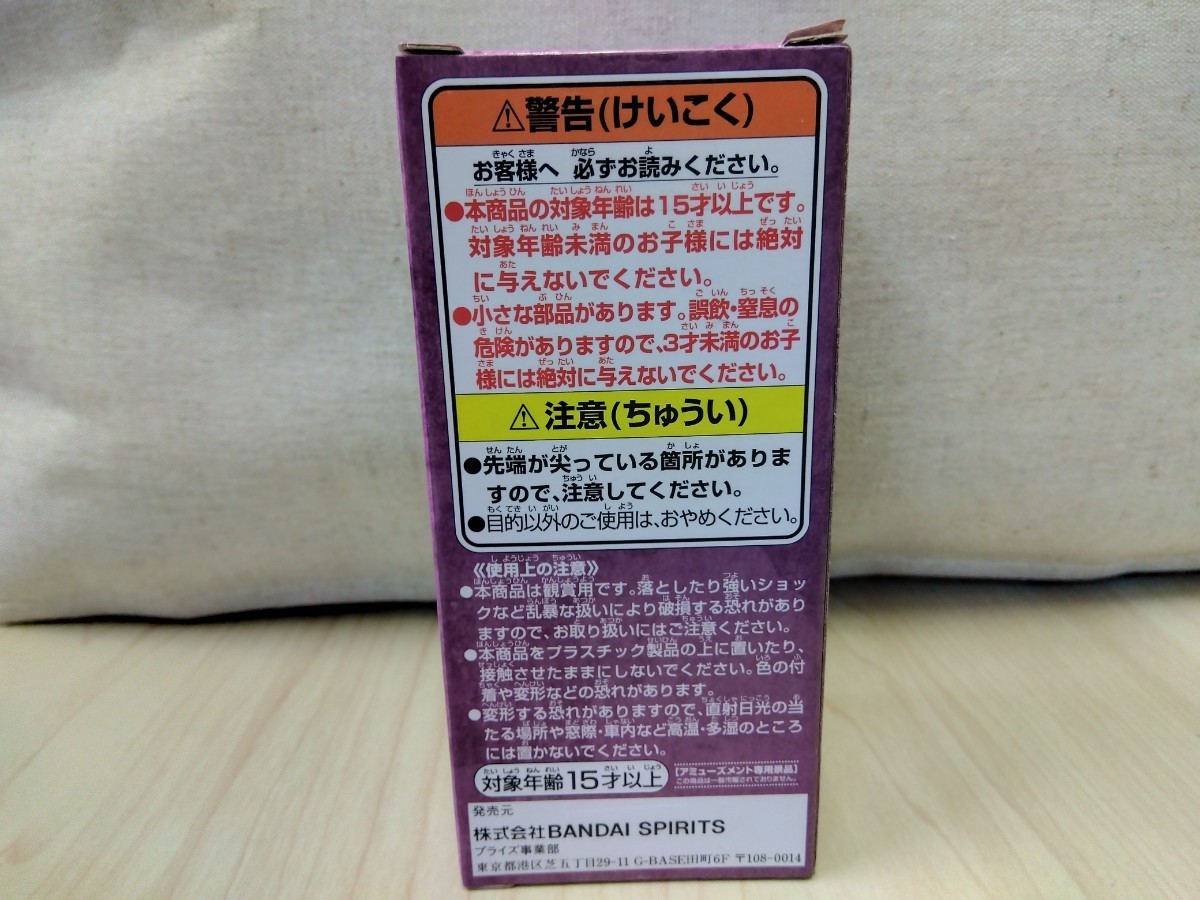 ⚠警告(けいこく)
お客様へ 必ずお読みください。
●本商品の対象年齢は15才以上です。
対象年齢未満のお子様には絶対
に与えないでください。
●小さな部品があります。誤飲・窒息の
危険がありますので、3才未満のお子
様には絶対に与えないでください。
⚠注意(ちゅうい)
●先端が尖っている箇所がありま
すので、注意してください。
●目的以外のご使用は、おやめください。
《使用上の注意》
●本商品は観賞用です。落としたり強いショッ
クなど乱暴な扱いにより破損する恐れがあり
ますので、お取り扱いにはご注意ください。
●本商品をプラスチック製品の上に置いたり、
接触させたままにしないでください。色の付
着や変形などの恐れがあります。
●変形する恐れがありますので、直射日光の当
たる場所や窓際・車内など高温・多湿のところ
には置かないでください。
対象年齢15才以上
[アミューズメント専用景品]
この商品は一般市販されておりません。
発売元
株式会社BANDAI SPIRITS
プライズ事業部
東京都港区芝五丁目29-11 G-BASE田町6F 〒108-0014